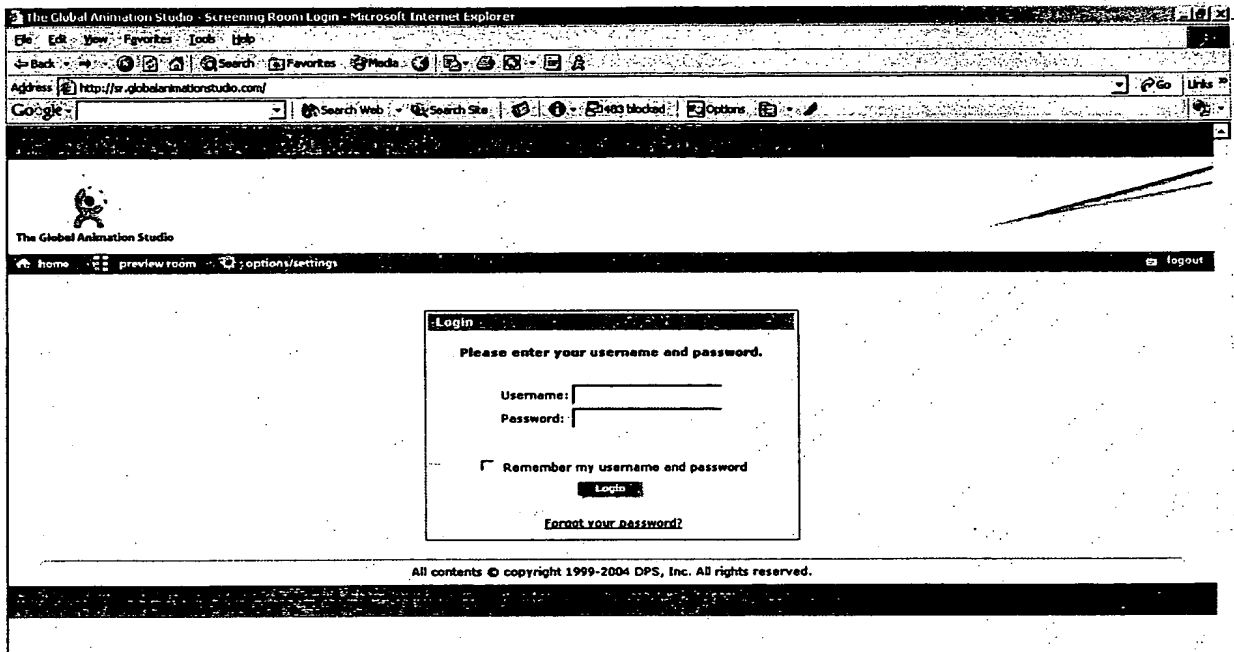 The Global Animation Studio - Screening Room Login - Microsoft Internet Explorer
File Edit View Favorites Tools Help
Back Search Favorites Media
Address http://sr.globalanimationstudio.com/ Go Links »
Google Search Web Search Site 1483 blocked Options
The Global Animation Studio
home preview room options/settings logout
Login
Please enter your username and password.
Username:
Password:
Remember my username and password
Login
Forgot your password?
All contents © copyright 1999-2004 DPS, Inc. All rights reserved.